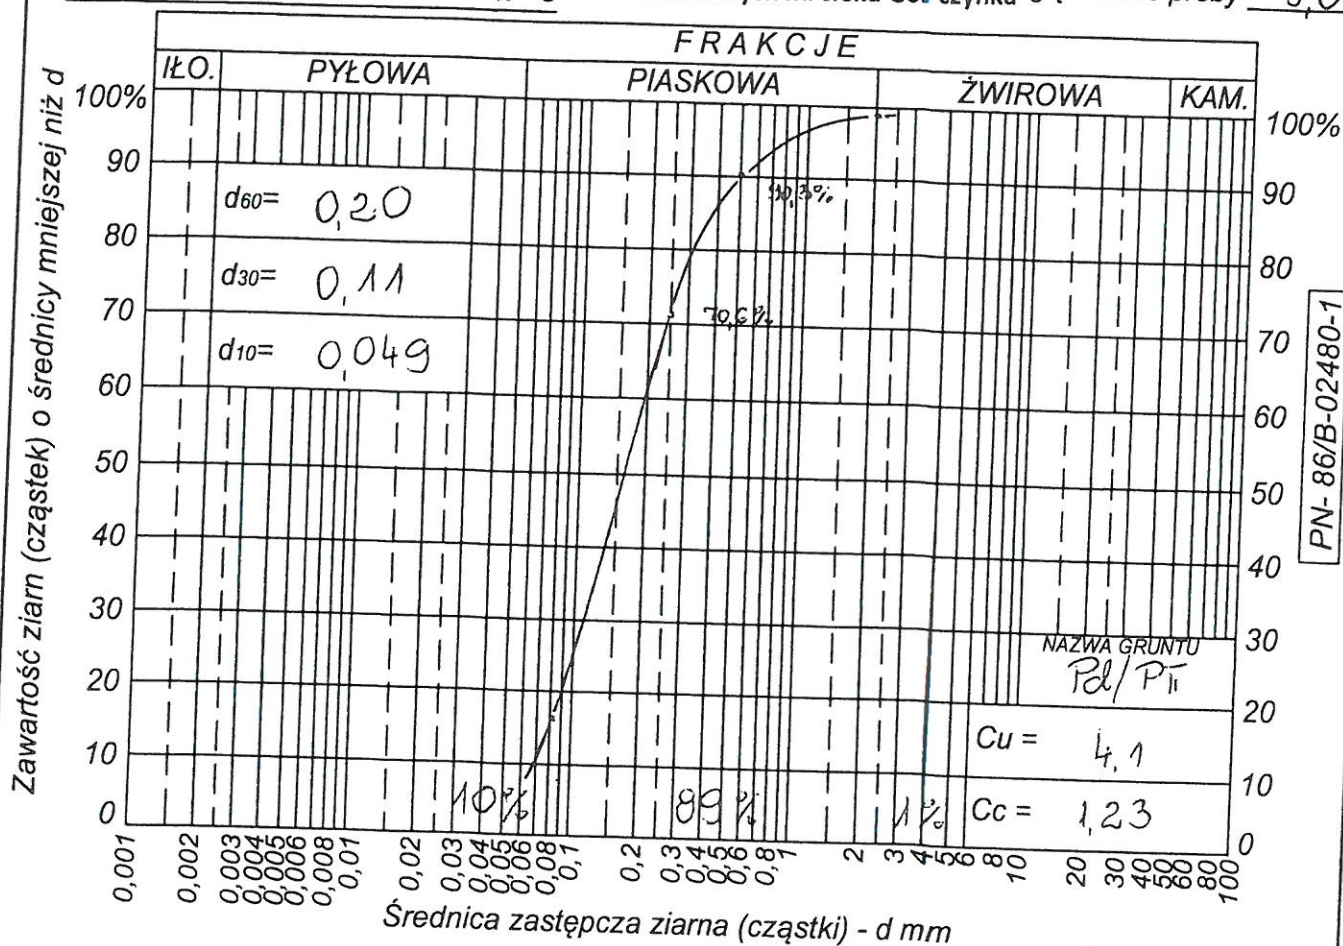 próby 3,0
FRAKCJE
IŁO. PYŁOWA PIASKOWA ŻWIROWA KAM.
Zawartość ziarn (cząstek) o średnicy mniejszej niż d
100%
90
80
70
60
50
40
30
20
10
0
d60= 0,20
d30= 0,11
d10= 0,049
90,3%
70,6%
100%
90
80
70
60
50
40
30
20
10
0
PN- 86/B-02480-1
NAZWA GRUNTU
Pd/Pπ
Cu = 4,1
Cc = 1,23
10% 89% 1%
0,001 0,002 0,003 0,004 0,005 0,006 0,008 0,01 0,02 0,03 0,04 0,05 0,06 0,08 0,1 0,2 0,3 0,4 0,5 0,6 0,8 1 2 3 4 5 6 8 10 20 30 40 50 60 80 100
Średnica zastępcza ziarna (cząstki) - d mm